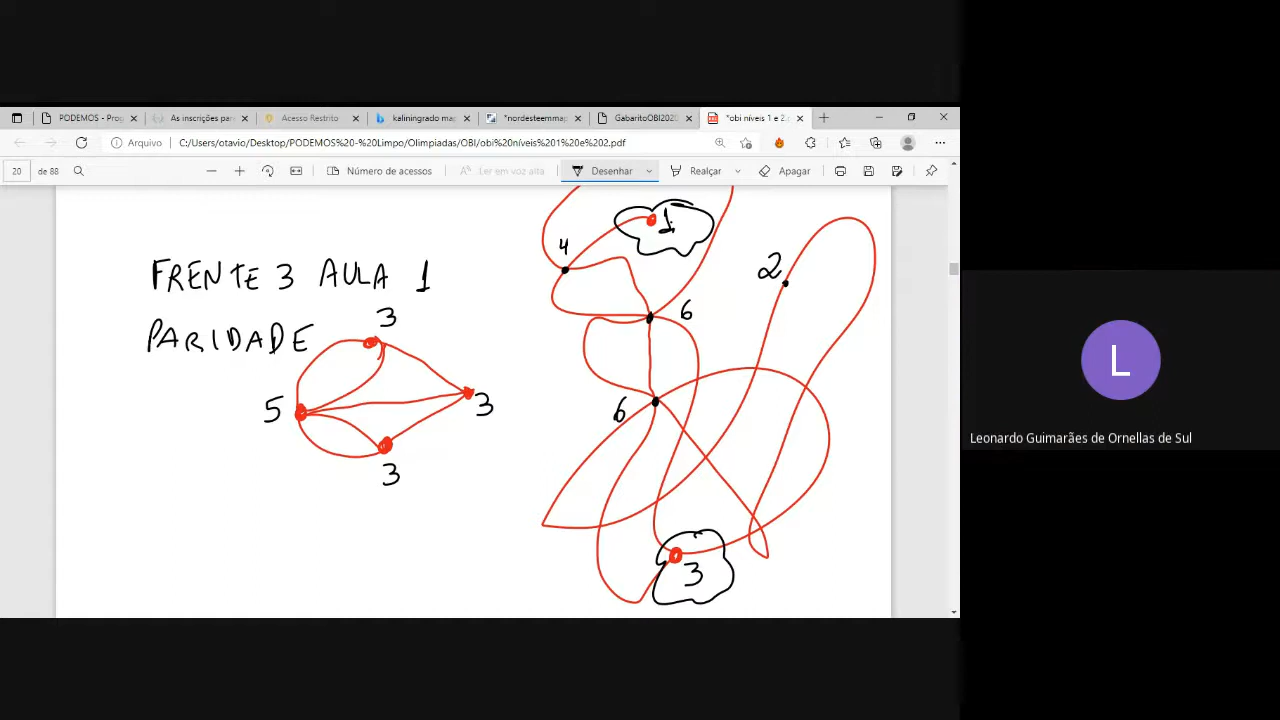 PODEMOS - Prog
As inscrições par
Acesso Restrito
kaliningrado ma
*nordesteemmap
GabaritoOBI2020
*obi níveis 1 e 2.
Arquivo
C:/Users/otavio/Desktop/PODEMOS%20-%20Limpo/Olimpiadas/OBI/obi%20níveis%201%20e%202.pdf
20 de 88
Número de acessos
Ler em voz alta
Desenhar
Realçar
Apagar
1
4
2
6
6
3
FRENTE 3 AULA 1
PARIDADE
3
5
3
3
L
Leonardo Guimarães de Ornellas de Sul